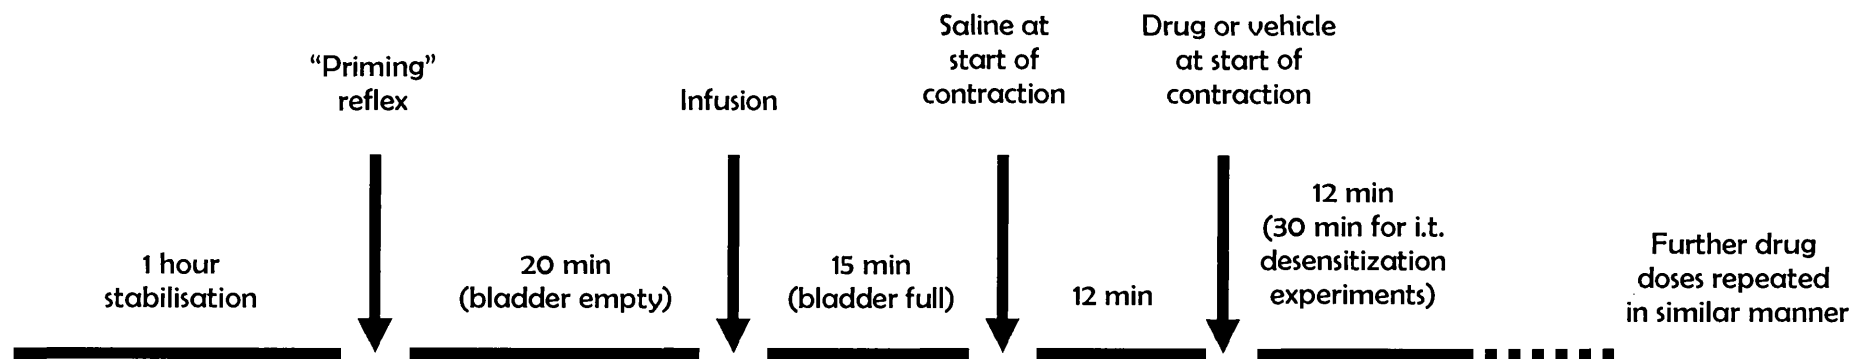 “Priming”
reflex
Infusion
Saline at
start of
contraction
Drug or vehicle
at start of
contraction
1 hour
stabilisation
20 min
(bladder empty)
15 min
(bladder full)
12 min
12 min
(30 min for i.t.
desensitization
experiments)
Further drug
doses repeated
in similar manner